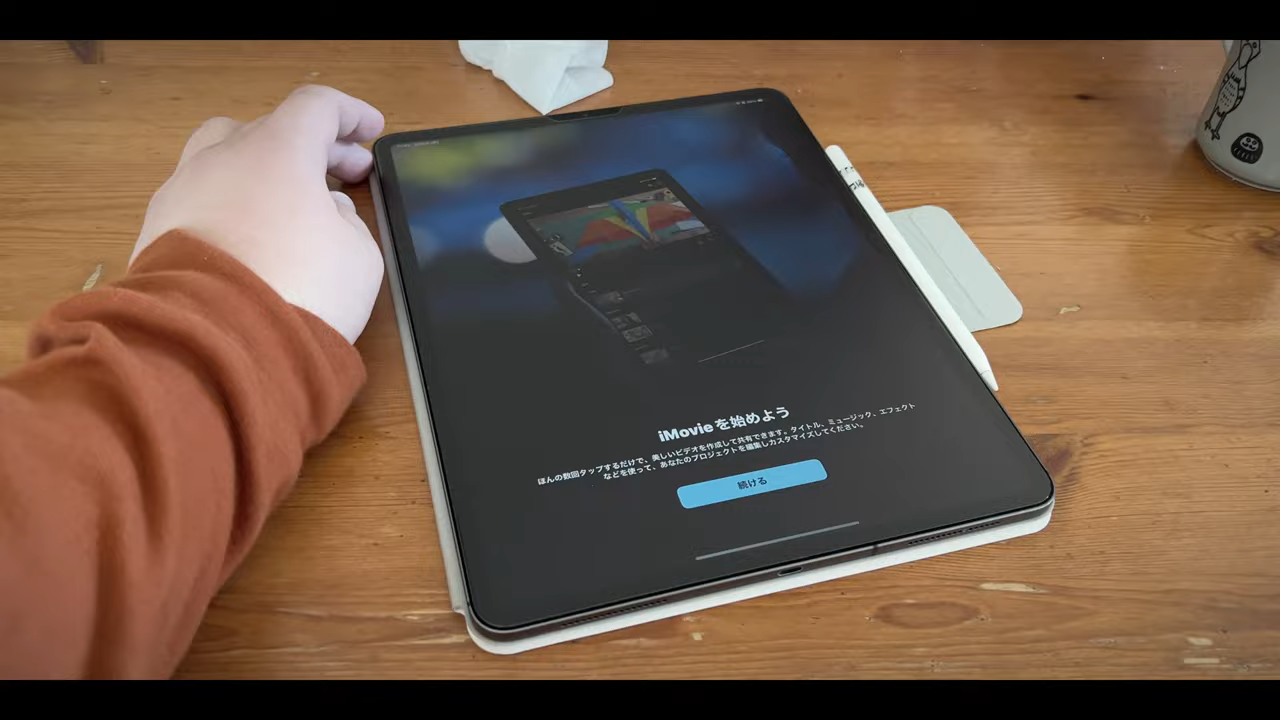 iMovieを始めよう
ほんの数回タップするだけで、美しいビデオを作成して共有できます。タイトル、ミュージック、エフェクト
などを使って、あなたのプロジェクトを編集しカスタマイズしてください。
続ける